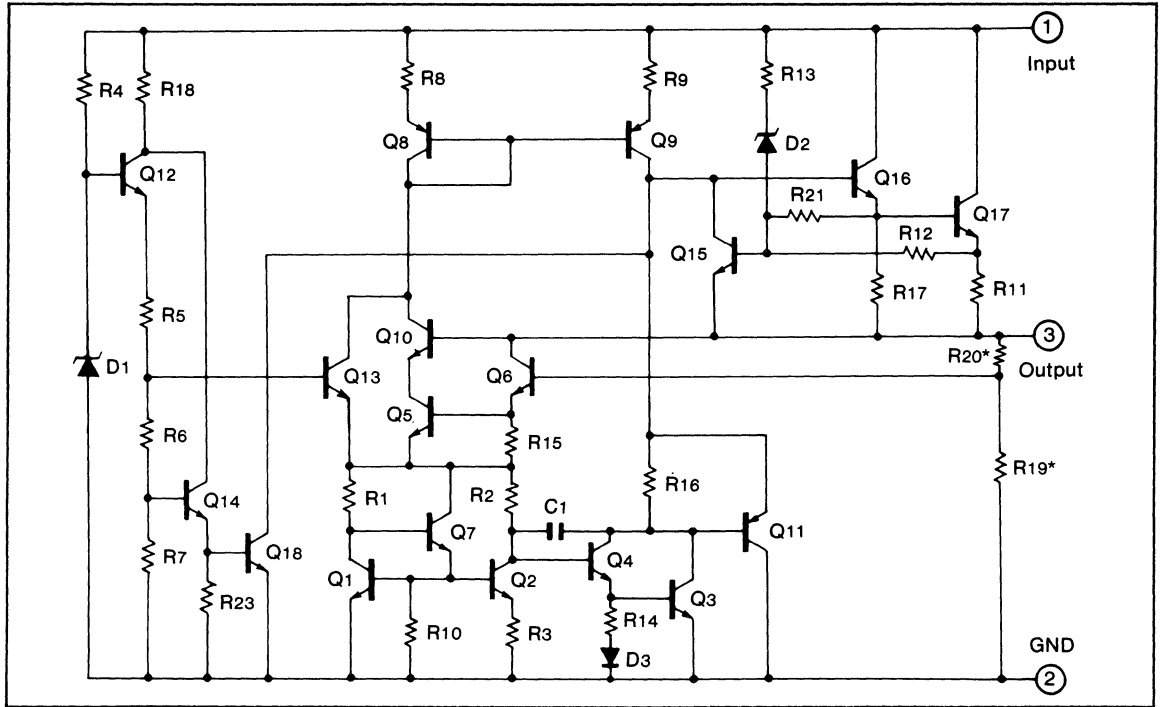 1
Input
R4
R18
R8
R9
R13
Q12
Q8
Q9
D2
Q16
R21
Q17
R12
Q15
R5
R17
R11
Q10
3
R20*
Output
D1
Q13
Q6
Q5
R6
R15
R19*
Q14
R1
R2
R16
Q7
C1
Q11
R7
Q18
Q4
Q1
Q2
Q3
R23
R14
R10
R3
D3
GND
2